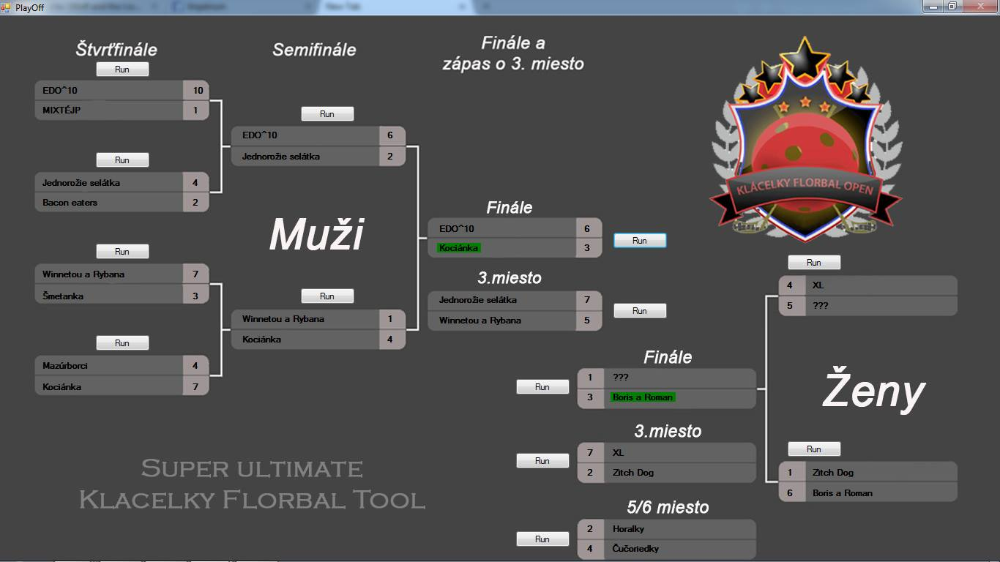 PlayOff
New Tab
Štvrťfinále
Run
EDO^10 10
MIXTÉJP 1
Run
Jednorožie selátka 4
Bacon eaters 2
Run
Winnetou a Rybana 7
Šmetanka 3
Run
Mazúrborci 4
Kociánka 7
Semifinále
Run
EDO^10 6
Jednorožie selátka 2
Muži
Run
Winnetou a Rybana 1
Kociánka 4
Finále a
zápas o 3. miesto
Finále
EDO^10 6
Kociánka 3
Run
3.miesto
Jednorožie selátka 7
Winnetou a Rybana 5
Run
KLÁCELKY FLORBAL OPEN
Run
4 XL
5 ???
Ženy
Run
1 Zitch Dog
6 Boris a Roman
Finále
Run
1 ???
3 Boris a Roman
3.miesto
Run
7 XL
2 Zitch Dog
5/6 miesto
Run
2 Horalky
4 Čučoriedky
Super ultimate
Klacelky Florbal Tool